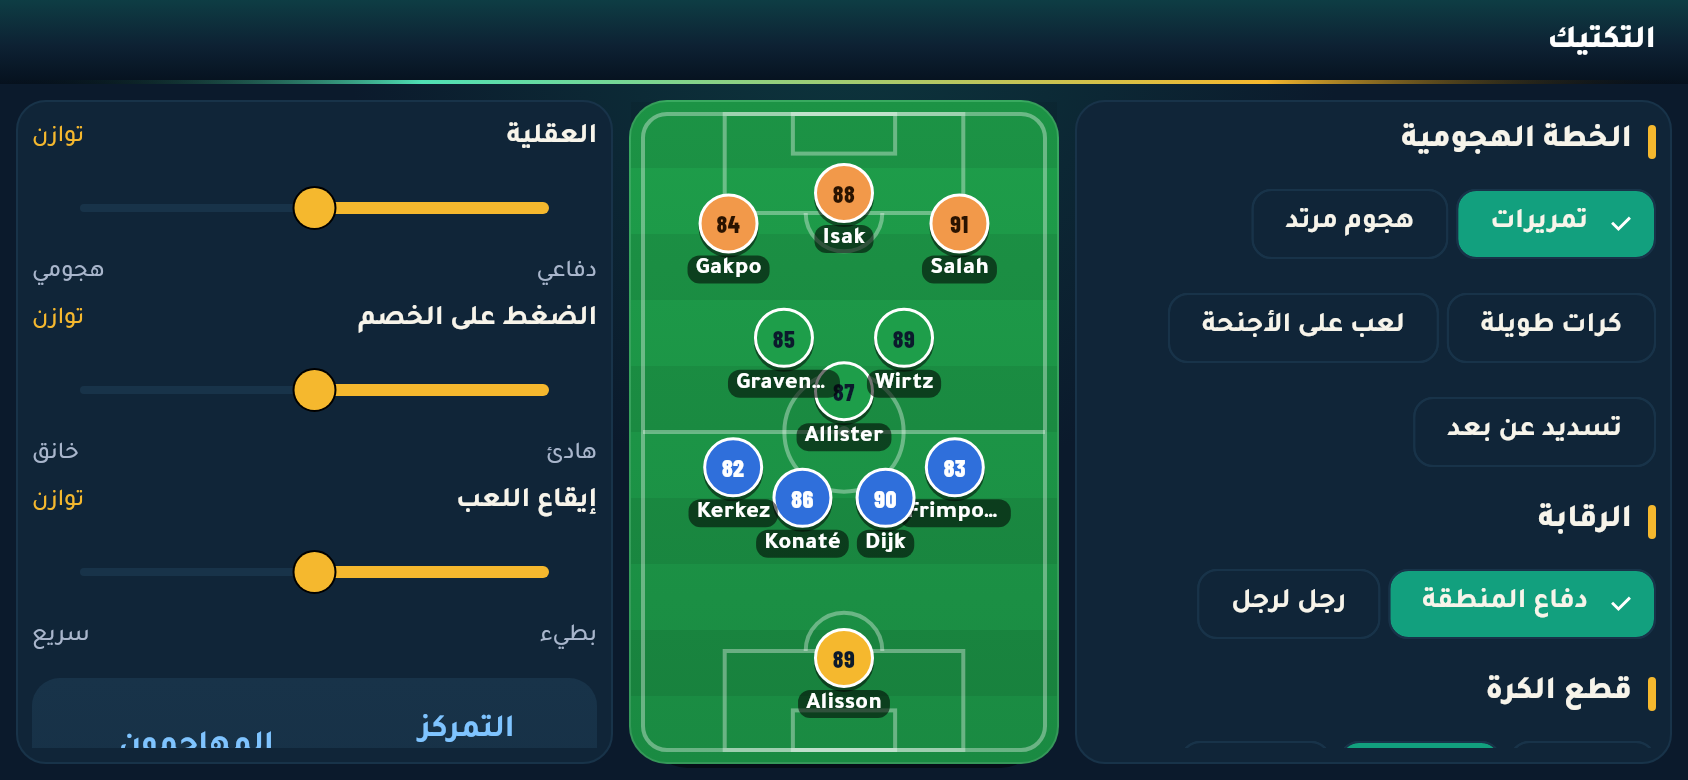 التكتيك
الخطة الهجومية
تمريرات
هجوم مرتد
كرات طويلة
لعب على الأجنحة
تسديد عن بعد
الرقابة
دفاع المنطقة
رجل لرجل
قطع الكرة
88
Isak
84
Gakpo
91
Salah
85
Graven...
89
Wirtz
87
Allister
82
Kerkez
86
Konaté
90
Dijk
83
Frimpo...
89
Alisson
العقلية
توازن
دفاعي
هجومي
الضغط على الخصم
توازن
هادئ
خانق
إيقاع اللعب
توازن
بطيء
سريع
التمركز
المهاجمون